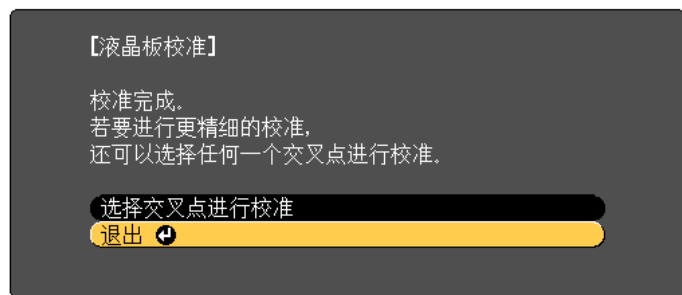 【液晶板校准】
校准完成。
若要进行更精细的校准,
还可以选择任何一个交叉点进行校准。
选择交叉点进行校准
退出